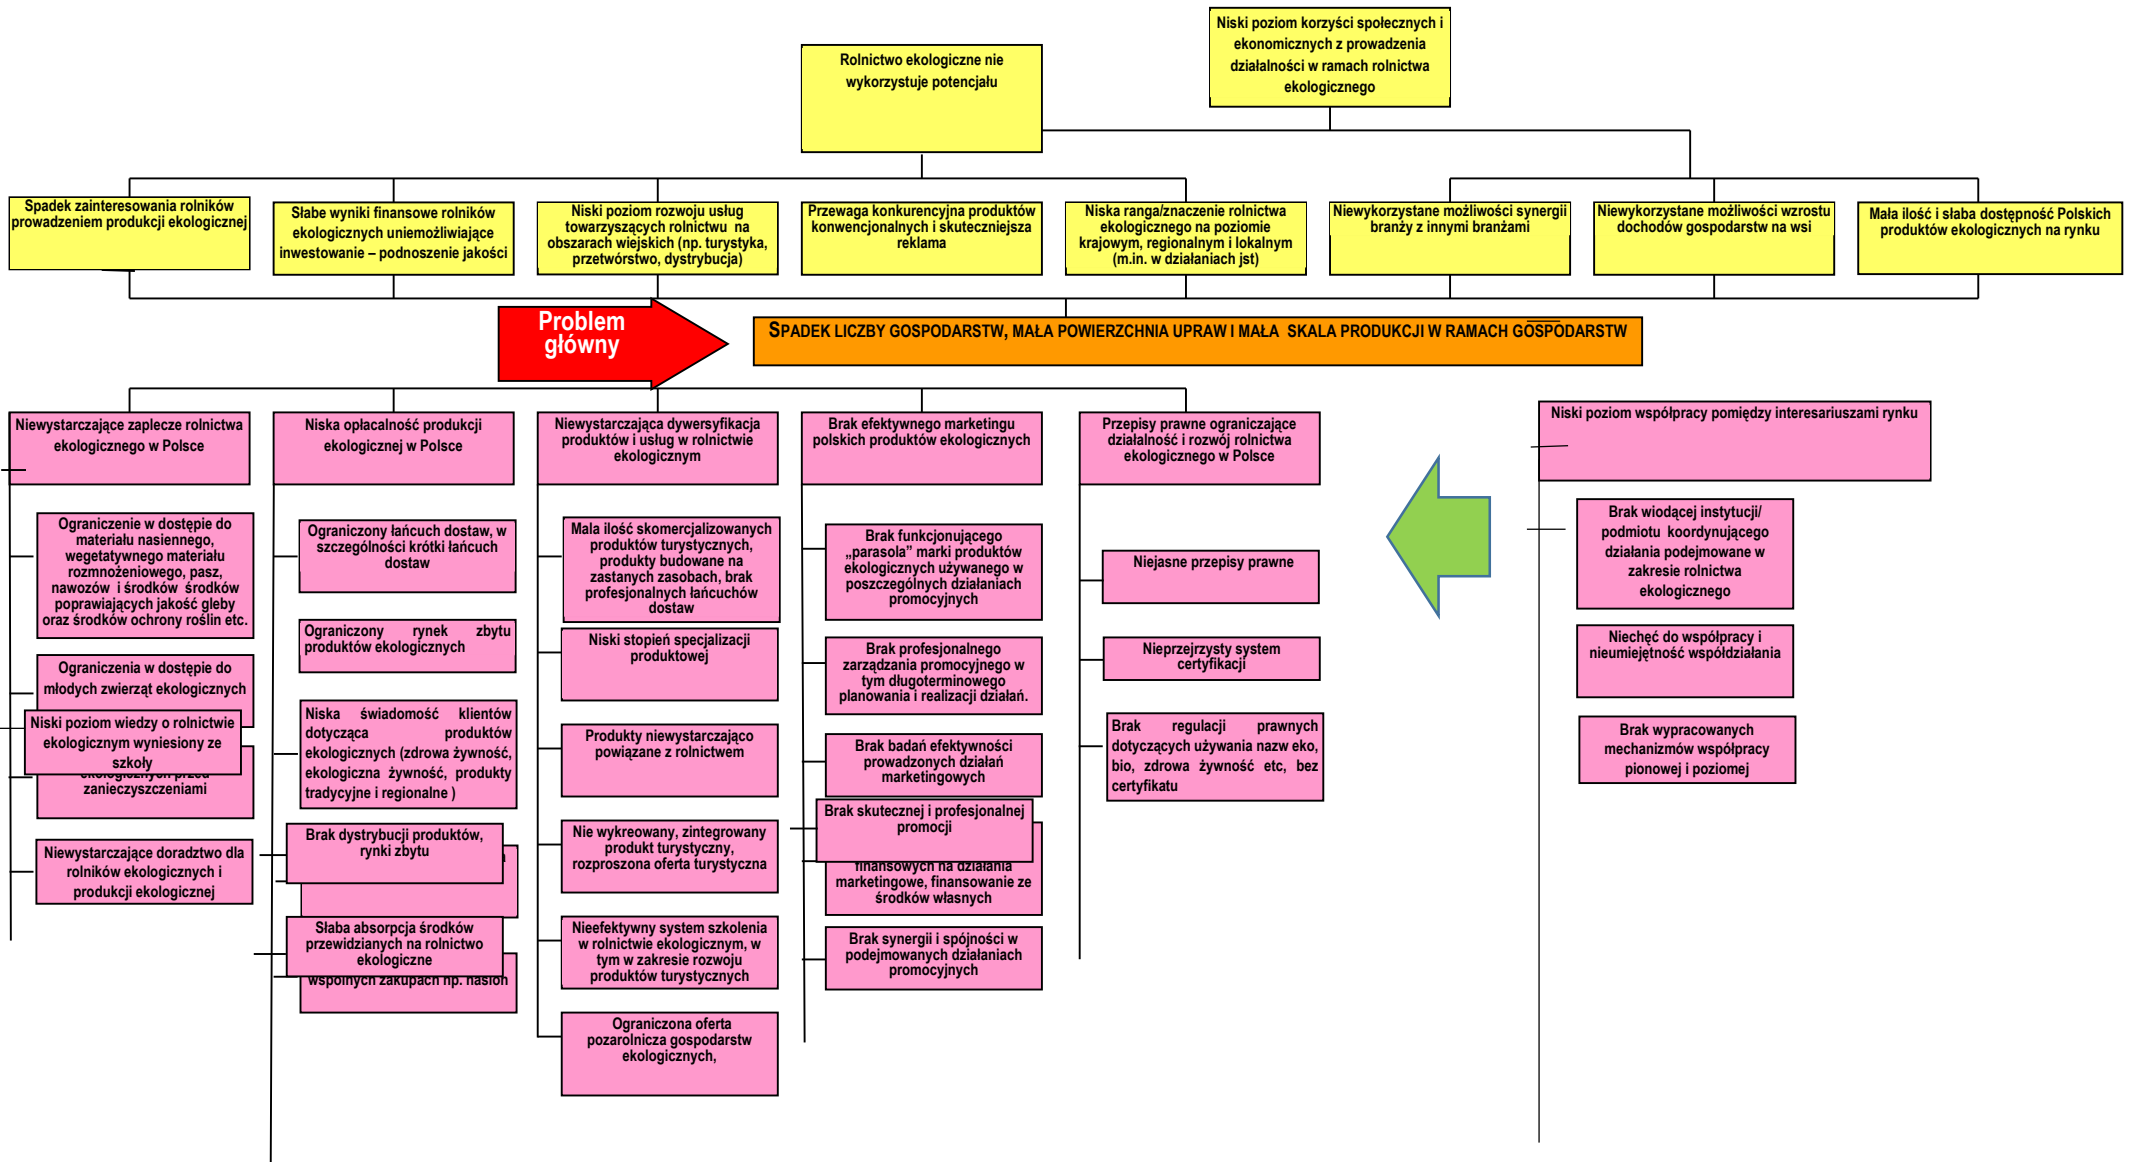 Niski poziom korzyści społecznych i
ekonomicznych z prowadzenia
działalności w ramach rolnictwa
ekologicznego
Rolnictwo ekologiczne nie
wykorzystuje potencjału
Spadek zainteresowania rolników
prowadzeniem produkcji ekologicznej
Słabe wyniki finansowe rolników
ekologicznych uniemożliwiające
inwestowanie – podnoszenie jakości
Niski poziom rozwoju usług
towarzyszących rolnictwu na
obszarach wiejskich (np. turystyka,
przetwórstwo, dystrybucja)
Przewaga konkurencyjna produktów
konwencjonalnych i skuteczniejsza
reklama
Niska ranga/znaczenie rolnictwa
ekologicznego na poziomie
krajowym, regionalnym i lokalnym
(m.in. w działaniach jst)
Niewykorzystane możliwości synergii
branży z innymi branżami
Niewykorzystane możliwości wzrostu
dochodów gospodarstw na wsi
Mała ilość i słaba dostępność Polskich
produktów ekologicznych na rynku
Problem
główny
SPADEK LICZBY GOSPODARSTW, MAŁA POWIERZCHNIA UPRAW I MAŁA SKALA PRODUKCJI W RAMACH GOSPODARSTW
Niewystarczające zaplecze rolnictwa
ekologicznego w Polsce
Ograniczenie w dostępie do
materiału nasiennego,
wegetatywnego materiału
rozmnożeniowego, pasz,
nawozów i środków środków
poprawiających jakość gleby
oraz środków ochrony roślin etc.
Ograniczenia w dostępie do
młodych zwierząt ekologicznych
Niski poziom wiedzy o rolnictwie
ekologicznym wyniesiony ze
szkoły
ekologicznych przed
zanieczyszczeniami
Niewystarczające doradztwo dla
rolników ekologicznych i
produkcji ekologicznej
Niska opłacalność produkcji
ekologicznej w Polsce
Ograniczony łańcuch dostaw, w
szczególności krótki łańcuch
dostaw
Ograniczony rynek zbytu
produktów ekologicznych
Niska świadomość klientów
dotycząca produktów
ekologicznych (zdrowa żywność,
ekologiczna żywność, produkty
tradycyjne i regionalne )
Brak dystrybucji produktów,
rynki zbytu
Słaba absorpcja środków
przewidzianych na rolnictwo
ekologiczne
wspólnych zakupach np. nasion
Niewystarczająca dywersyfikacja
produktów i usług w rolnictwie
ekologicznym
Mala ilość skomercjalizowanych
produktów turystycznych,
produkty budowane na
zastanych zasobach, brak
profesjonalnych łańcuchów
dostaw
Niski stopień specjalizacji
produktowej
Produkty niewystarczająco
powiązane z rolnictwem
Nie wykreowany, zintegrowany
produkt turystyczny,
rozproszona oferta turystyczna
Nieefektywny system szkolenia
w rolnictwie ekologicznym, w
tym w zakresie rozwoju
produktów turystycznych
Ograniczona oferta
pozarolnicza gospodarstw
ekologicznych,
Brak efektywnego marketingu
polskich produktów ekologicznych
Brak funkcjonującego
„parasola” marki produktów
ekologicznych używanego w
poszczególnych działaniach
promocyjnych
Brak profesjonalnego
zarządzania promocyjnego w
tym długoterminowego
planowania i realizacji działań.
Brak badań efektywności
prowadzonych działań
marketingowych
Brak skutecznej i profesjonalnej
promocji
finansowych na działania
marketingowe, finansowanie ze
środków własnych
Brak synergii i spójności w
podejmowanych działaniach
promocyjnych
Przepisy prawne ograniczające
działalność i rozwój rolnictwa
ekologicznego w Polsce
Niejasne przepisy prawne
Nieprzejrzysty system
certyfikacji
Brak regulacji prawnych
dotyczących używania nazw eko,
bio, zdrowa żywność etc, bez
certyfikatu
Niski poziom współpracy pomiędzy interesariuszami rynku
Brak wiodącej instytucji/
podmiotu koordynującego
działania podejmowane w
zakresie rolnictwa
ekologicznego
Niechęć do współpracy i
nieumiejętność współdziałania
Brak wypracowanych
mechanizmów współpracy
pionowej i poziomej